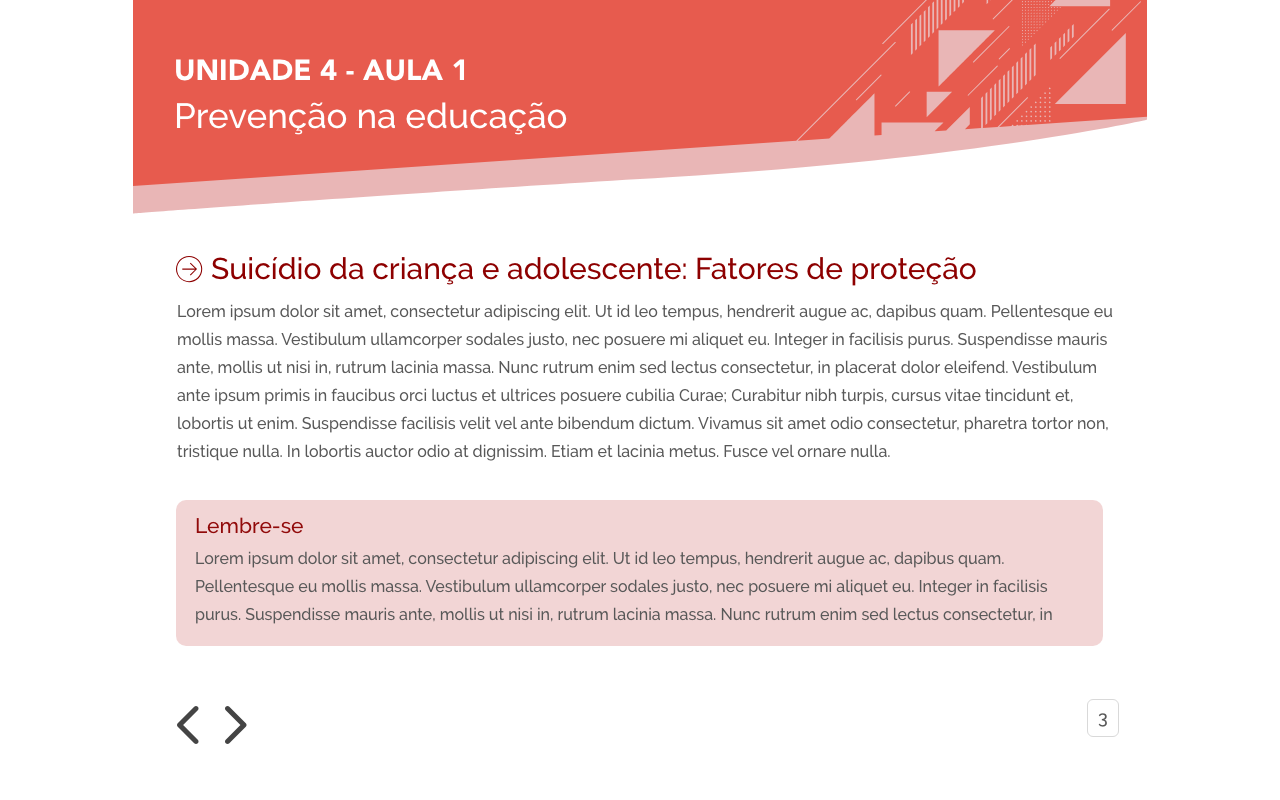 UNIDADE 4 - AULA 1
Prevenção na educação
Suicídio da criança e adolescente: Fatores de proteção
Lorem ipsum dolor sit amet, consectetur adipiscing elit. Ut id leo tempus, hendrerit augue ac, dapibus quam. Pellentesque eu
mollis massa. Vestibulum ullamcorper sodales justo, nec posuere mi aliquet eu. Integer in facilisis purus. Suspendisse mauris
ante, mollis ut nisi in, rutrum lacinia massa. Nunc rutrum enim sed lectus consectetur, in placerat dolor eleifend. Vestibulum
ante ipsum primis in faucibus orci luctus et ultrices posuere cubilia Curae; Curabitur nibh turpis, cursus vitae tincidunt et,
lobortis ut enim. Suspendisse facilisis velit vel ante bibendum dictum. Vivamus sit amet odio consectetur, pharetra tortor non,
tristique nulla. In lobortis auctor odio at dignissim. Etiam et lacinia metus. Fusce vel ornare nulla.
Lembre-se
Lorem ipsum dolor sit amet, consectetur adipiscing elit. Ut id leo tempus, hendrerit augue ac, dapibus quam.
Pellentesque eu mollis massa. Vestibulum ullamcorper sodales justo, nec posuere mi aliquet eu. Integer in facilisis
purus. Suspendisse mauris ante, mollis ut nisi in, rutrum lacinia massa. Nunc rutrum enim sed lectus consectetur, in
3